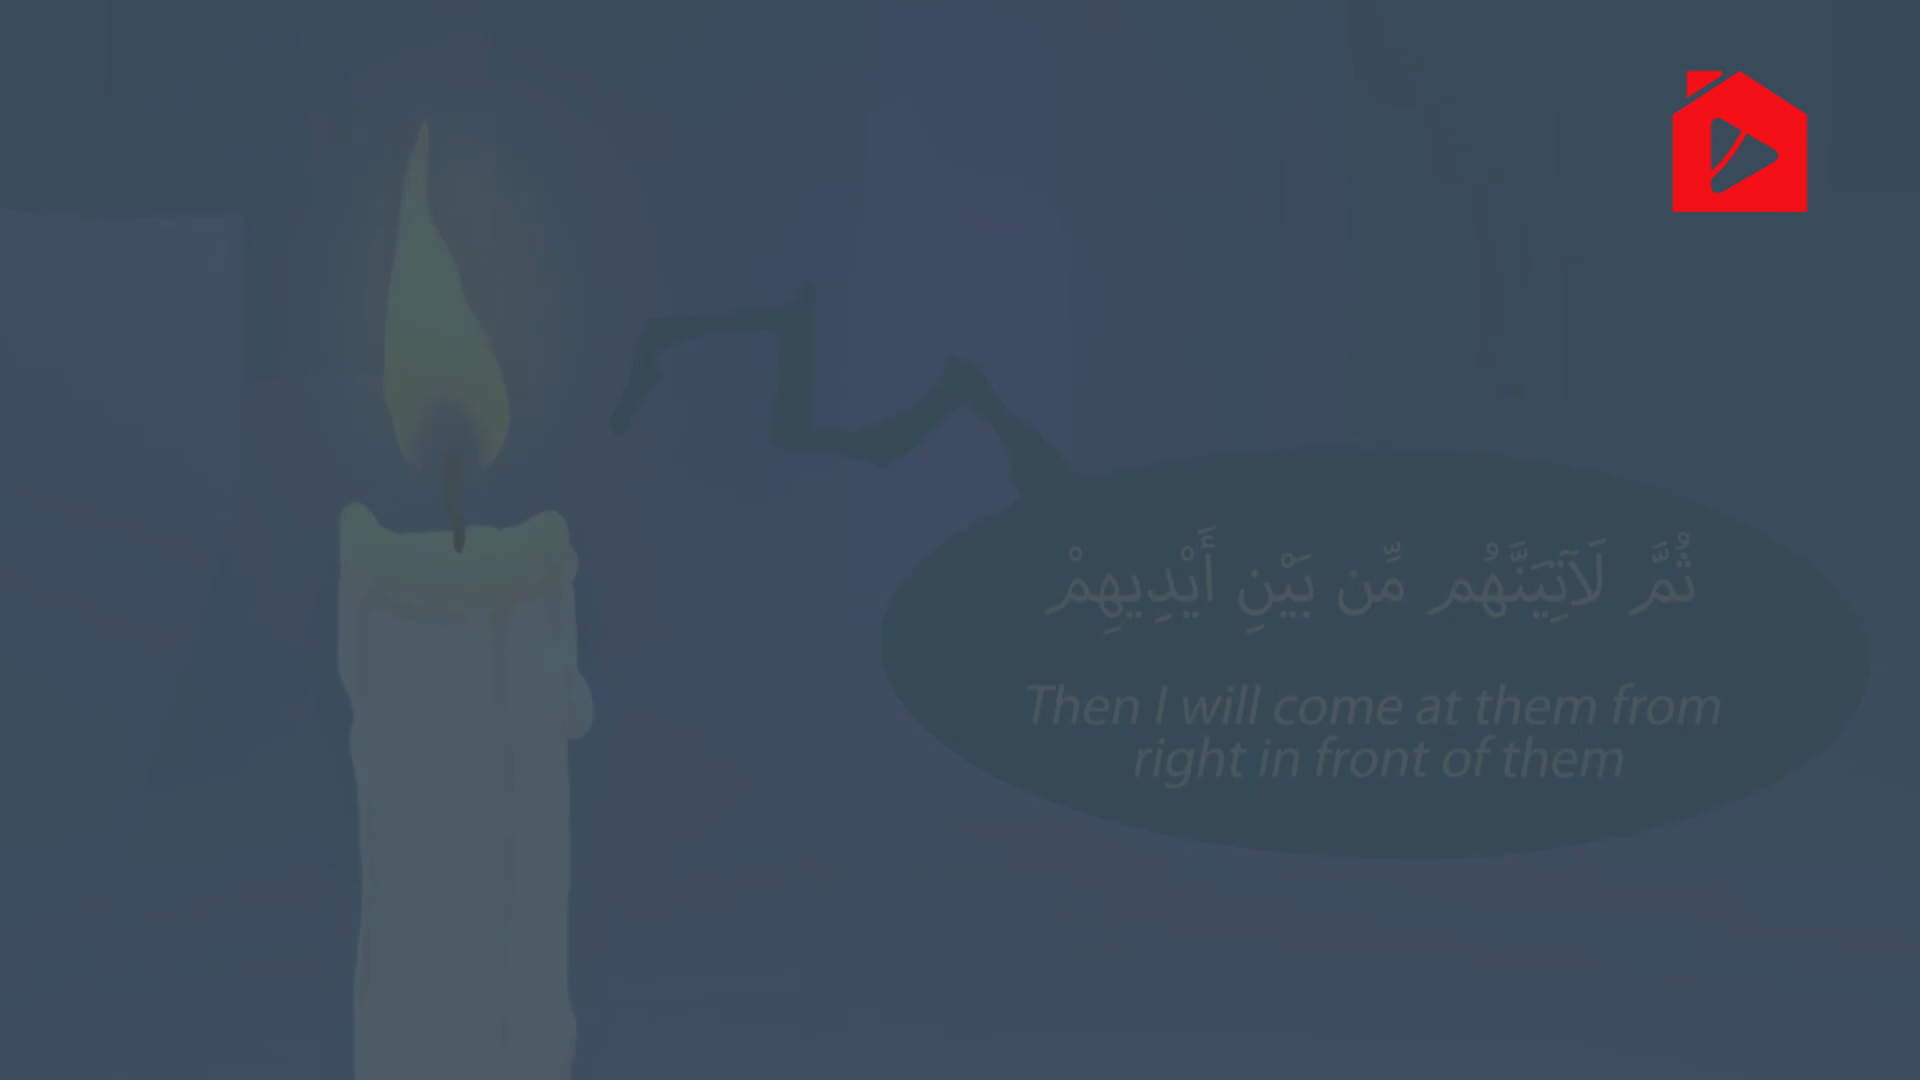 ثُمَّ لَآتِيَنَّهُم مِّن بَيْنِ أَيْدِيهِمْ
Then I will come at them from
right in front of them